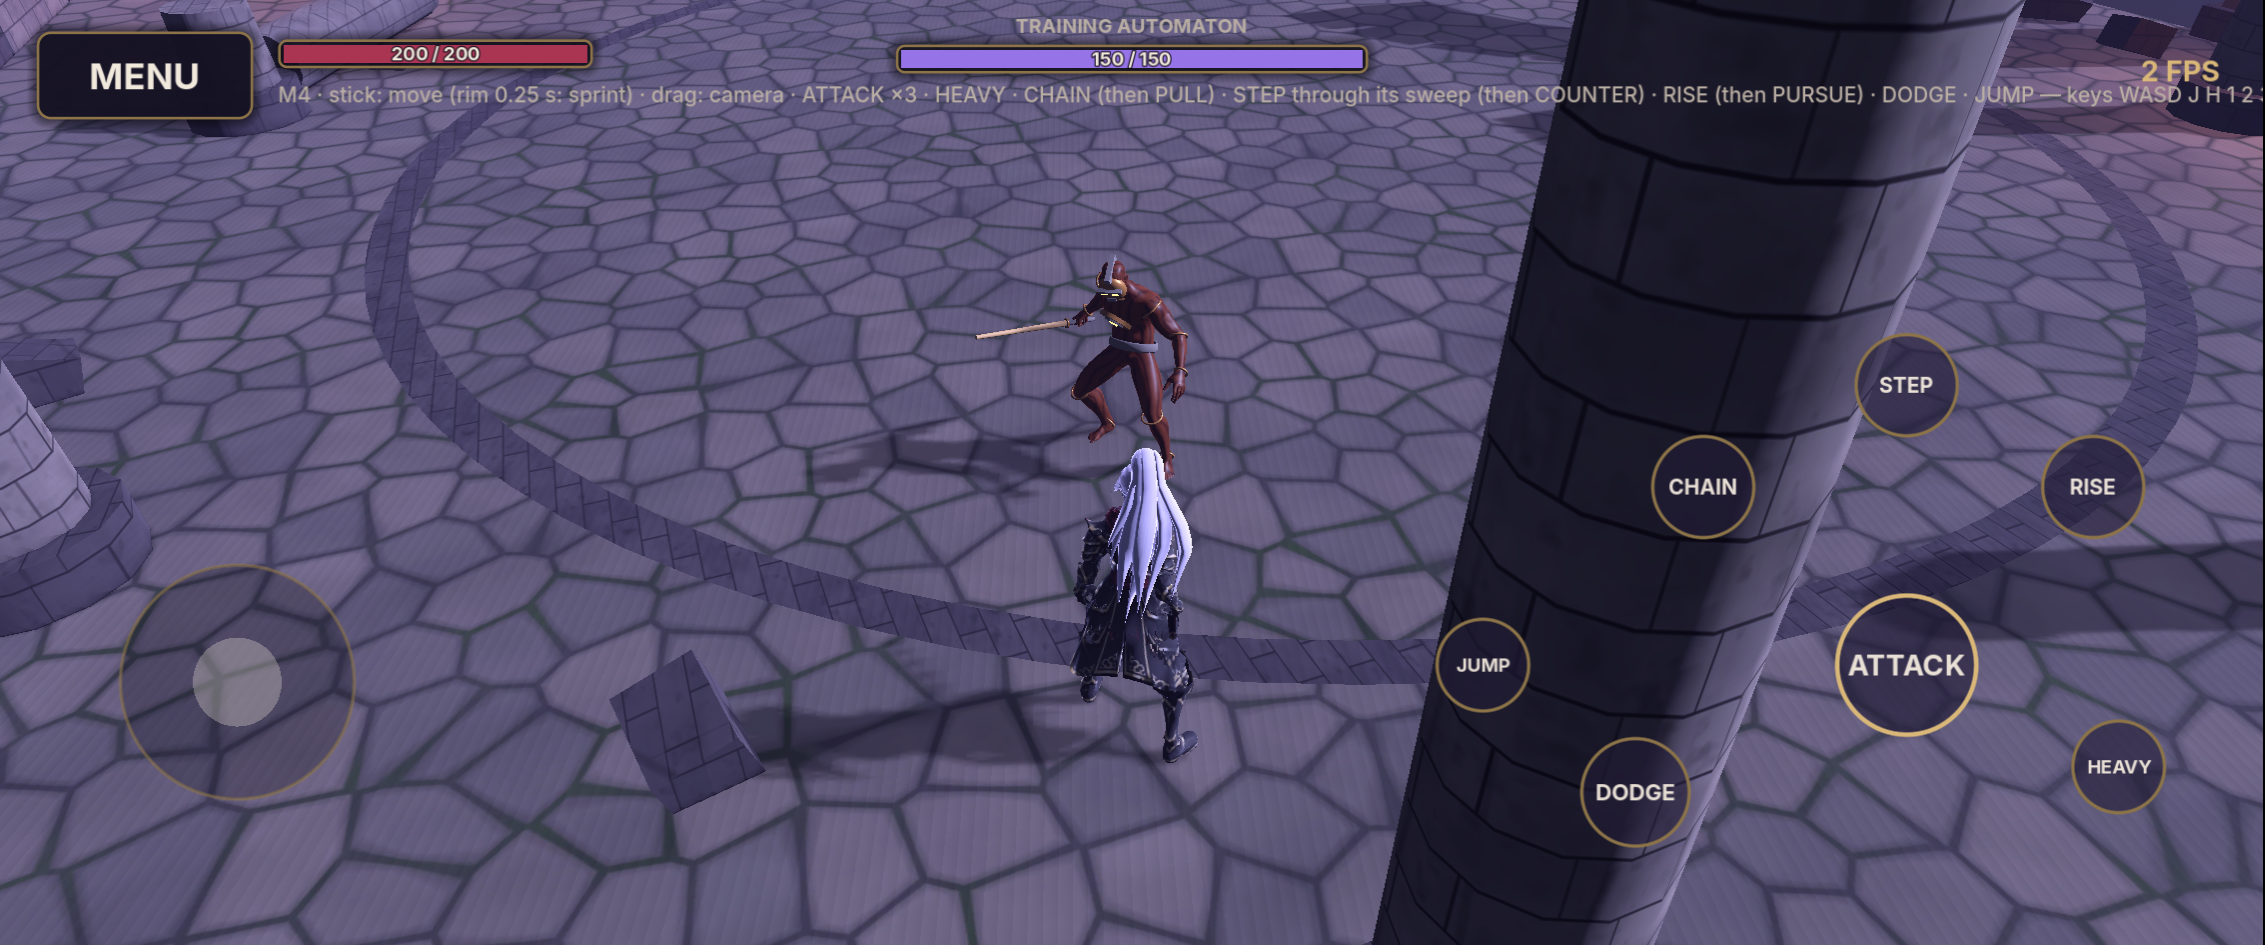 TRAINING AUTOMATON
MENU
200 / 200
150 / 150
2 FPS
M4 · stick: move (rim 0.25 s: sprint) · drag: camera · ATTACK ×3 · HEAVY · CHAIN (then PULL) · STEP through its sweep (then COUNTER) · RISE (then PURSUE) · DODGE · JUMP — keys WASD J H 1 2
STEP
CHAIN
RISE
JUMP
ATTACK
HEAVY
DODGE